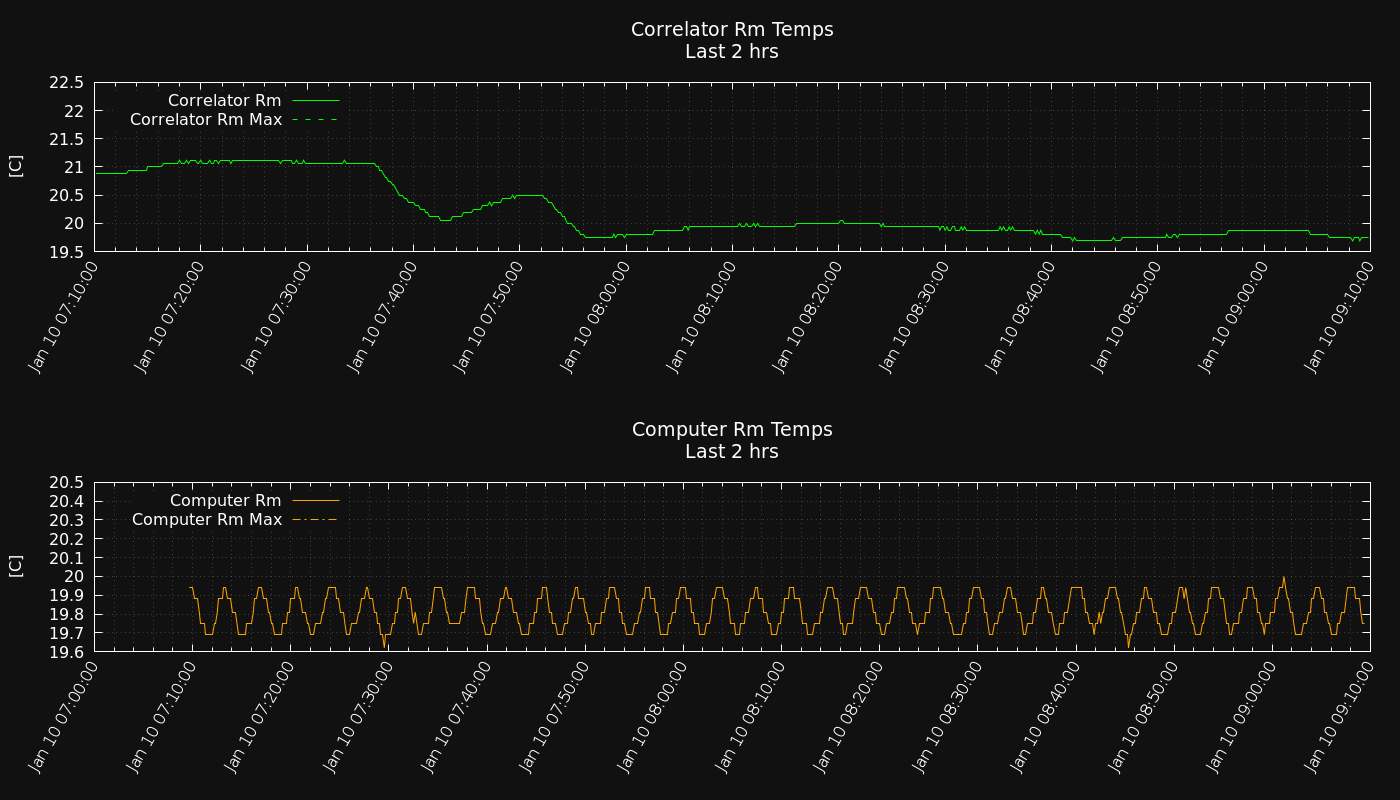 Correlator Rm Temps
Last 2 hrs
22.5
22
21.5
21
20.5
20
19.5
[C]
Correlator Rm
Correlator Rm Max
Jan 10 07:10:00
Jan 10 07:20:00
Jan 10 07:30:00
Jan 10 07:40:00
Jan 10 07:50:00
Jan 10 08:00:00
Jan 10 08:10:00
Jan 10 08:20:00
Jan 10 08:30:00
Jan 10 08:40:00
Jan 10 08:50:00
Jan 10 09:00:00
Jan 10 09:10:00
Computer Rm Temps
Last 2 hrs
20.5
20.4
20.3
20.2
20.1
20
19.9
19.8
19.7
19.6
[C]
Computer Rm
Computer Rm Max
Jan 10 07:00:00
Jan 10 07:10:00
Jan 10 07:20:00
Jan 10 07:30:00
Jan 10 07:40:00
Jan 10 07:50:00
Jan 10 08:00:00
Jan 10 08:10:00
Jan 10 08:20:00
Jan 10 08:30:00
Jan 10 08:40:00
Jan 10 08:50:00
Jan 10 09:00:00
Jan 10 09:10:00